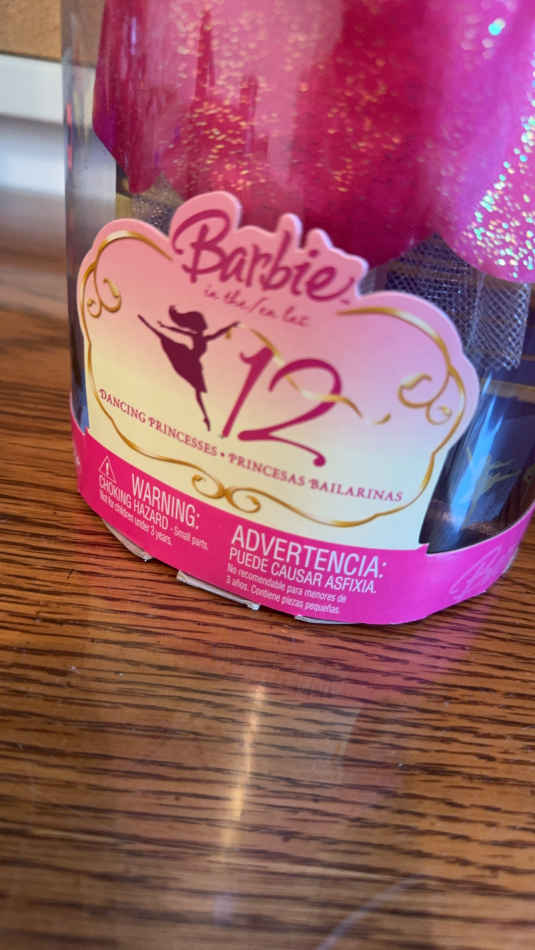 Barbie
in the/en las
12
DANCING PRINCESSES • PRINCESAS BAILARINAS
WARNING:
CHOKING HAZARD - Small parts.
Not for children under 3 years.
ADVERTENCIA:
PUEDE CAUSAR ASFIXIA.
No recomendable para menores de
3 años. Contiene piezas pequeñas.
Barbie